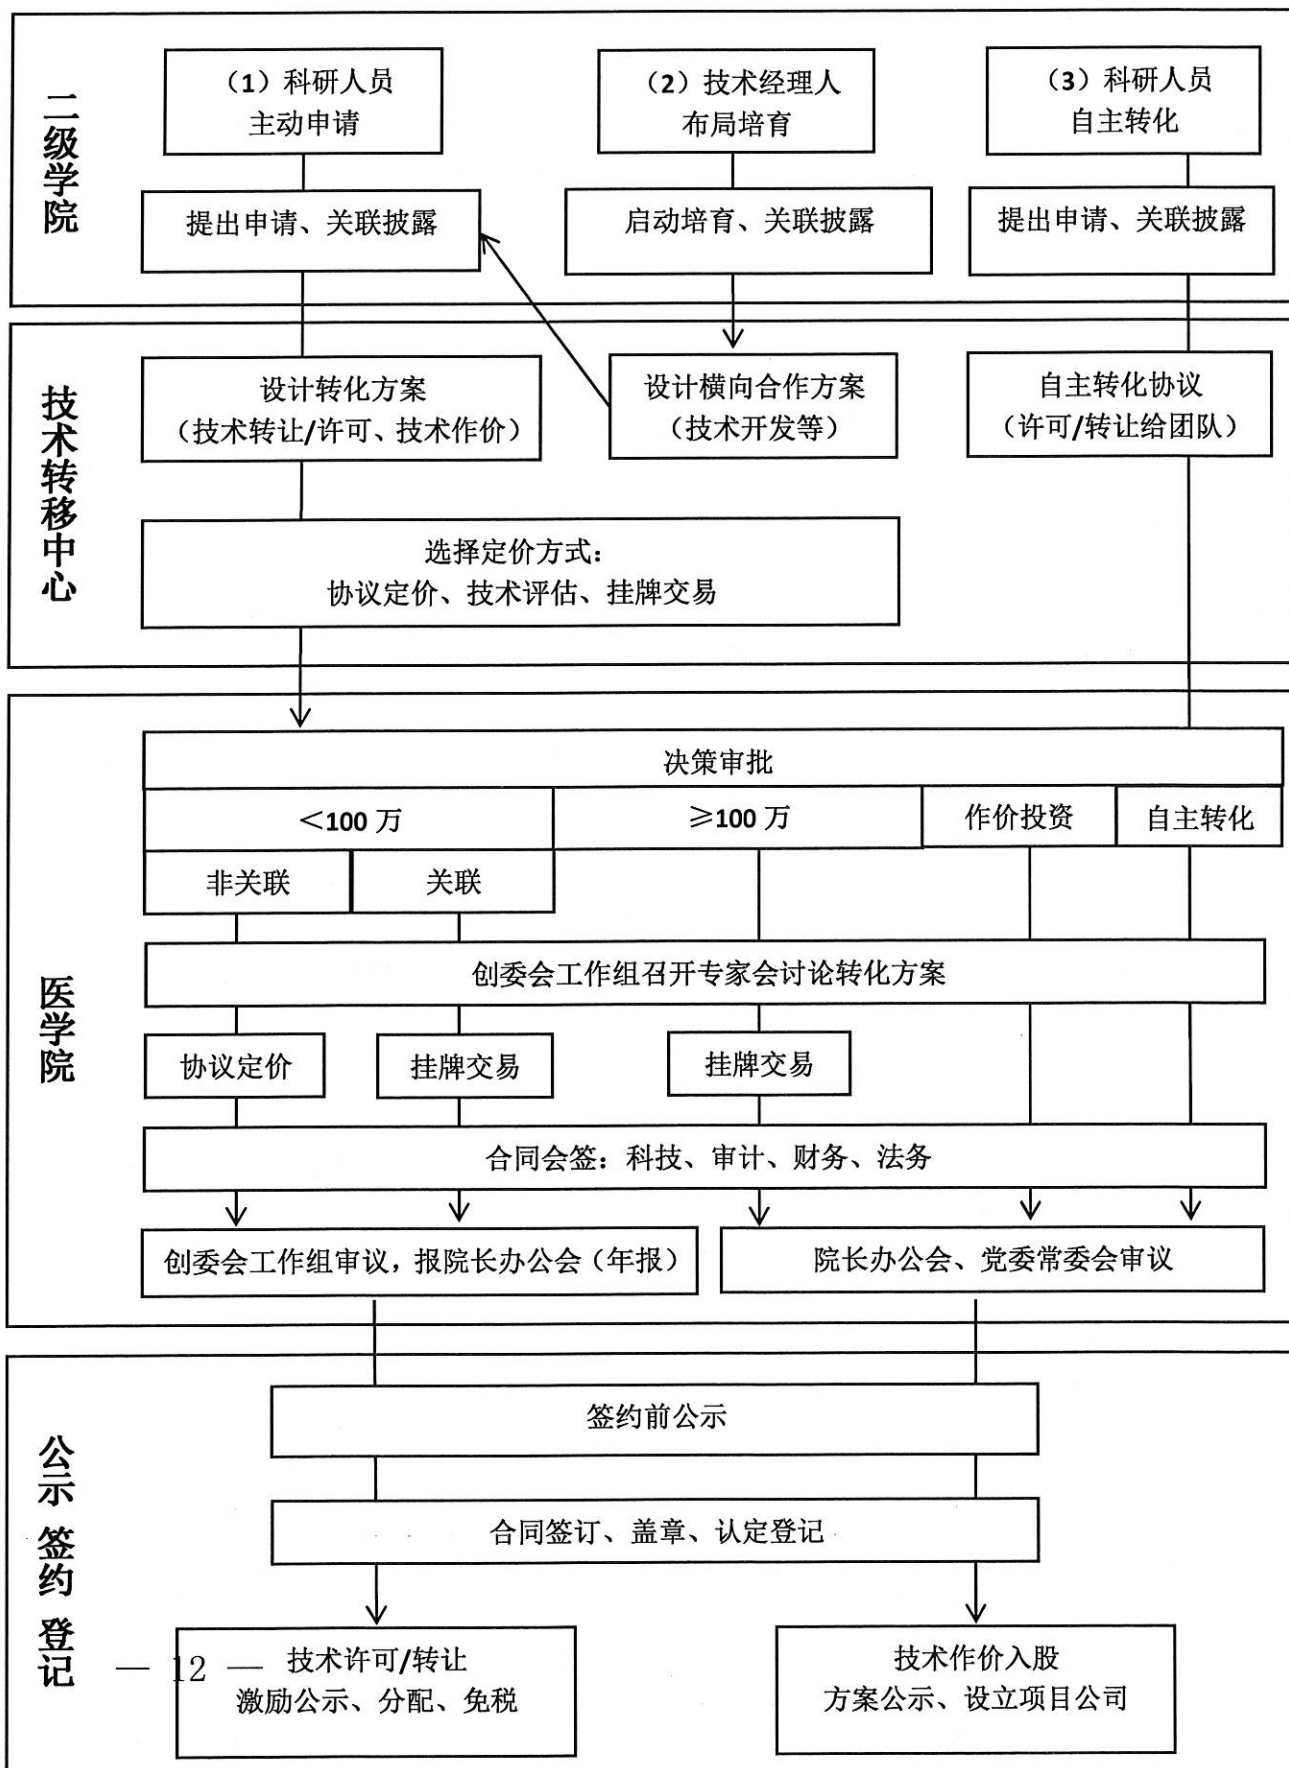 二级学院
（1）科研人员
主动申请
（2）技术经理人
布局培育
（3）科研人员
自主转化
提出申请、关联披露
启动培育、关联披露
提出申请、关联披露
技术转移中心
设计转化方案
（技术转让/许可、技术作价）
设计横向合作方案
（技术开发等）
自主转化协议
（许可/转让给团队）
选择定价方式：
协议定价、技术评估、挂牌交易
医学院
决策审批
＜100 万
≥100 万
作价投资
自主转化
非关联
关联
创委会工作组召开专家会讨论转化方案
协议定价
挂牌交易
挂牌交易
合同会签：科技、审计、财务、法务
创委会工作组审议，报院长办公会（年报）
院长办公会、党委常委会审议
公示 签约 登记
签约前公示
合同签订、盖章、认定登记
技术许可/转让
激励公示、分配、免税
技术作价入股
方案公示、设立项目公司
— 12 —